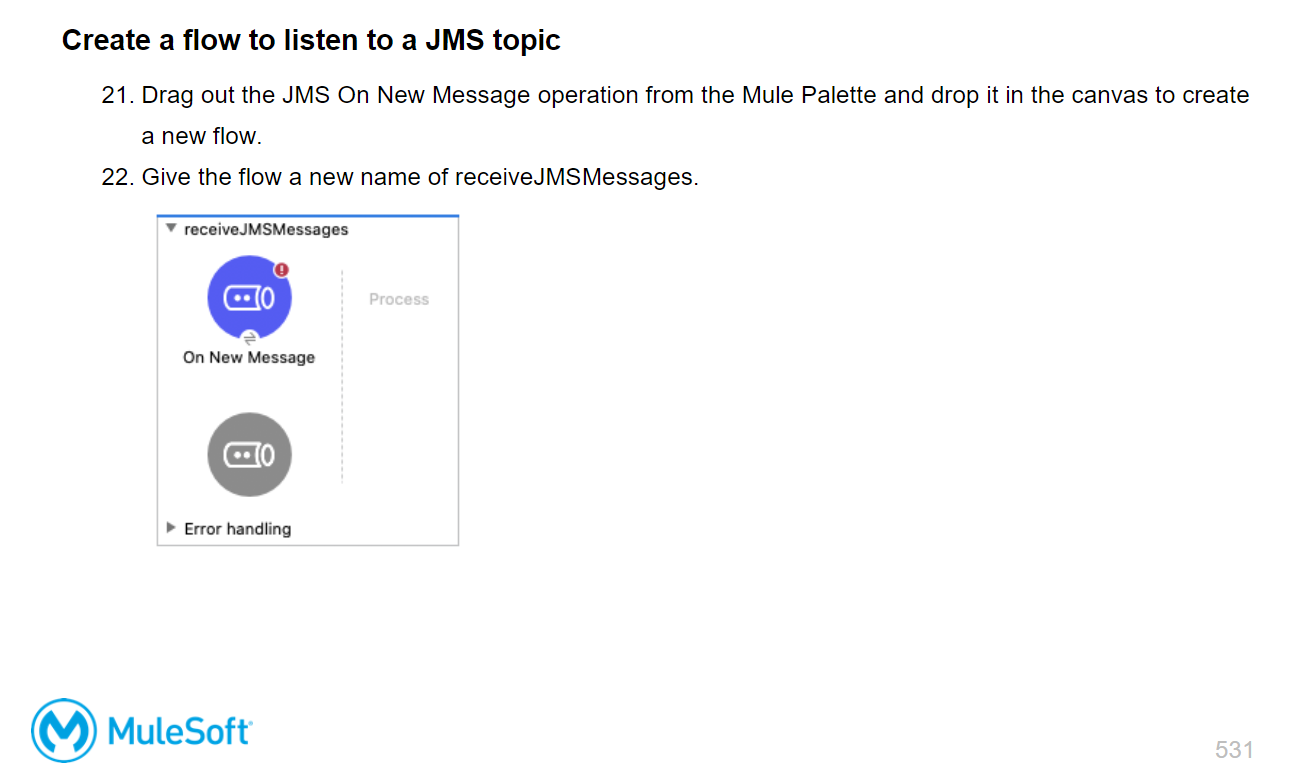 Create a flow to listen to a JMS topic
21. Drag out the JMS On New Message operation from the Mule Palette and drop it in the canvas to create
a new flow.
22. Give the flow a new name of receiveJMSMessages.
receiveJMSMessages
Process
On New Message
Error handling
MuleSoft
531